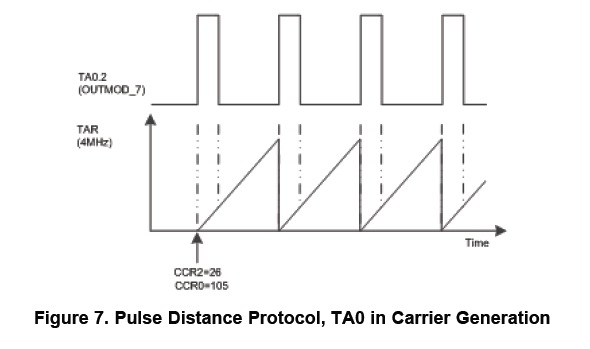 TA0.2
(OUTMOD_7)
TAR
(4MHz)
Time
CCR2=26
CCR0=105
Figure 7. Pulse Distance Protocol, TA0 in Carrier Generation